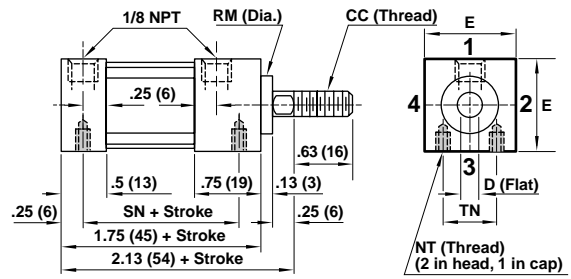 1/8 NPT
RM (Dia.)
CC (Thread)
E
1
.25 (6)
4
2
E
.63 (16)
3
.5 (13)
.75 (19)
.13 (3)
D (Flat)
.25 (6)
SN + Stroke
.25 (6)
TN
1.75 (45) + Stroke
2.13 (54) + Stroke
NT (Thread)
(2 in head, 1 in cap)